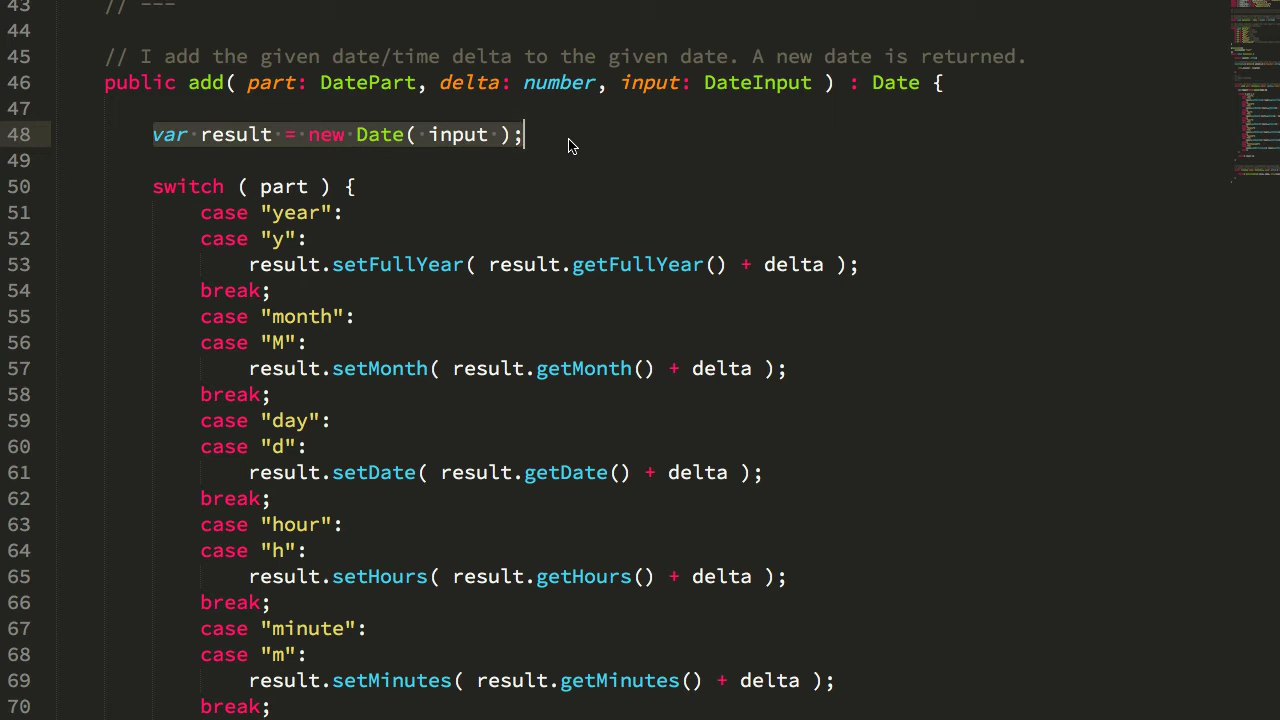 43 // ---
44
45 // I add the given date/time delta to the given date. A new date is returned.
46 public add( part: DatePart, delta: number, input: DateInput ) : Date {
47
48 var result = new Date( input );
49
50 switch ( part ) {
51 case "year":
52 case "y":
53 result.setFullYear( result.getFullYear() + delta );
54 break;
55 case "month":
56 case "M":
57 result.setMonth( result.getMonth() + delta );
58 break;
59 case "day":
60 case "d":
61 result.setDate( result.getDate() + delta );
62 break;
63 case "hour":
64 case "h":
65 result.setHours( result.getHours() + delta );
66 break;
67 case "minute":
68 case "m":
69 result.setMinutes( result.getMinutes() + delta );
70 break;